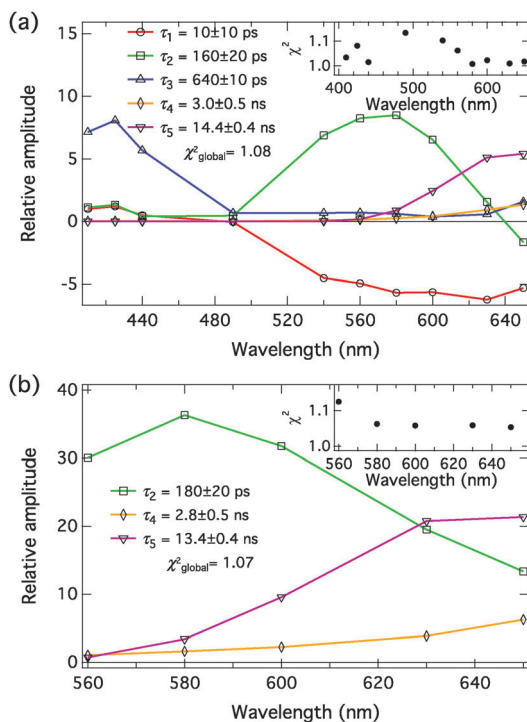 (a)
15
10
5
0
-5
Relative amplitude
τ1 = 10±10 ps
τ2 = 160±20 ps
τ3 = 640±10 ps
τ4 = 3.0±0.5 ns
τ5 = 14.4±0.4 ns
χ²global= 1.08
χ²
1.1
1.0
400 500 600
Wavelength (nm)
440 480 520 560 600 640
Wavelength (nm)
(b)
40
30
20
10
0
Relative amplitude
τ2 = 180±20 ps
τ4 = 2.8±0.5 ns
τ5 = 13.4±0.4 ns
χ²global= 1.07
χ²
1.1
1.0
560 580 600 620 640
Wavelength (nm)
560 580 600 620 640
Wavelength (nm)